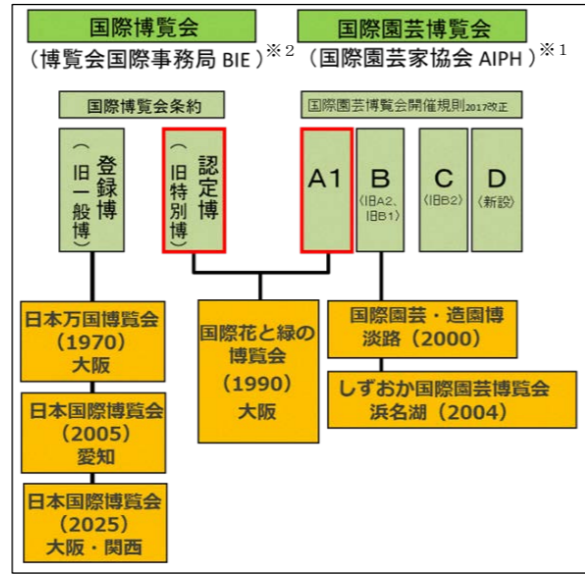 国際博覧会
(博覧会国際事務局 BIE)※2
国際園芸博覧会
(国際園芸家協会 AIPH)※1
国際博覧会条約
国際園芸博覧会開催規則2017改正
登録博
(旧一般博)
認定博
(旧特別博)
A1
B
(旧A2、
旧B1)
C
(旧B2)
D
(新設)
日本万国博覧会
(1970)
大阪
日本国際博覧会
(2005)
愛知
日本国際博覧会
(2025)
大阪・関西
国際花と緑の
博覧会
(1990)
大阪
国際園芸・造園博
淡路(2000)
しずおか国際園芸博覧会
浜名湖(2004)